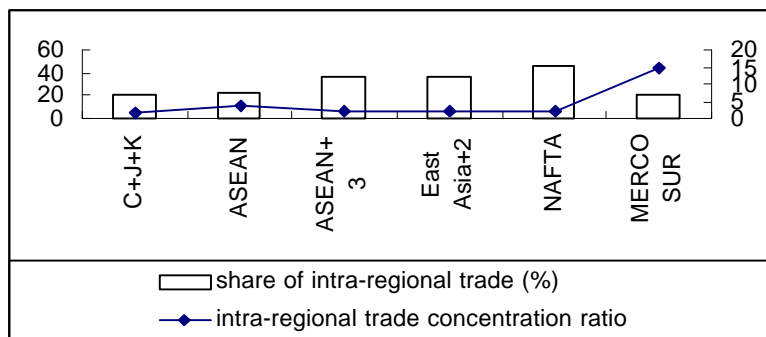 60
40
20
0
20
15
10
5
0
C+J+K
ASEAN
ASEAN+
3
East
Asia+2
NAFTA
MERCO
SUR
share of intra-regional trade (%)
intra-regional trade concentration ratio